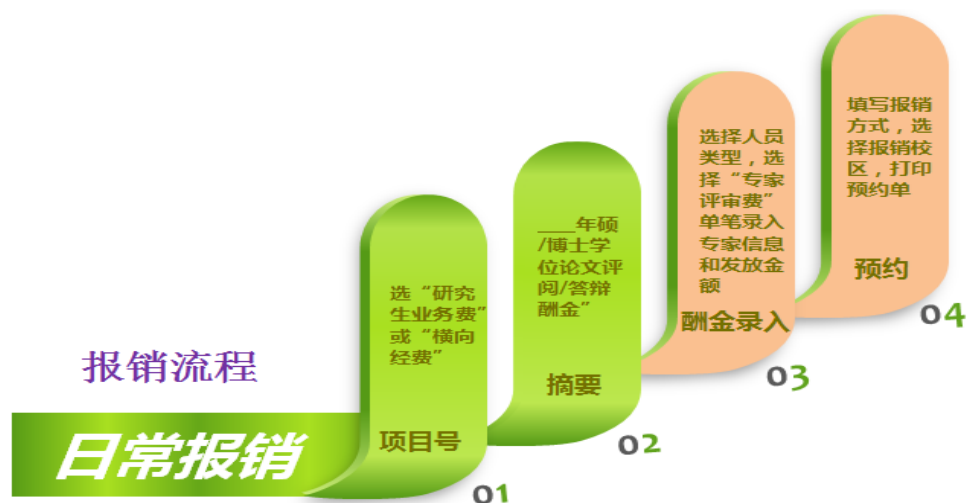 报销流程
日常报销
选“研究
生业务费”
或“横向
经费”
项目号
01
____年硕
/博士学
位论文评
阅/答辩
酬金”
摘要
02
选择人员
类型，选
择“专家
评审费”
单笔录入
专家信息
和发放金
额
酬金录入
03
填写报销
方式，选
择报销校
区，打印
预约单
预约
04